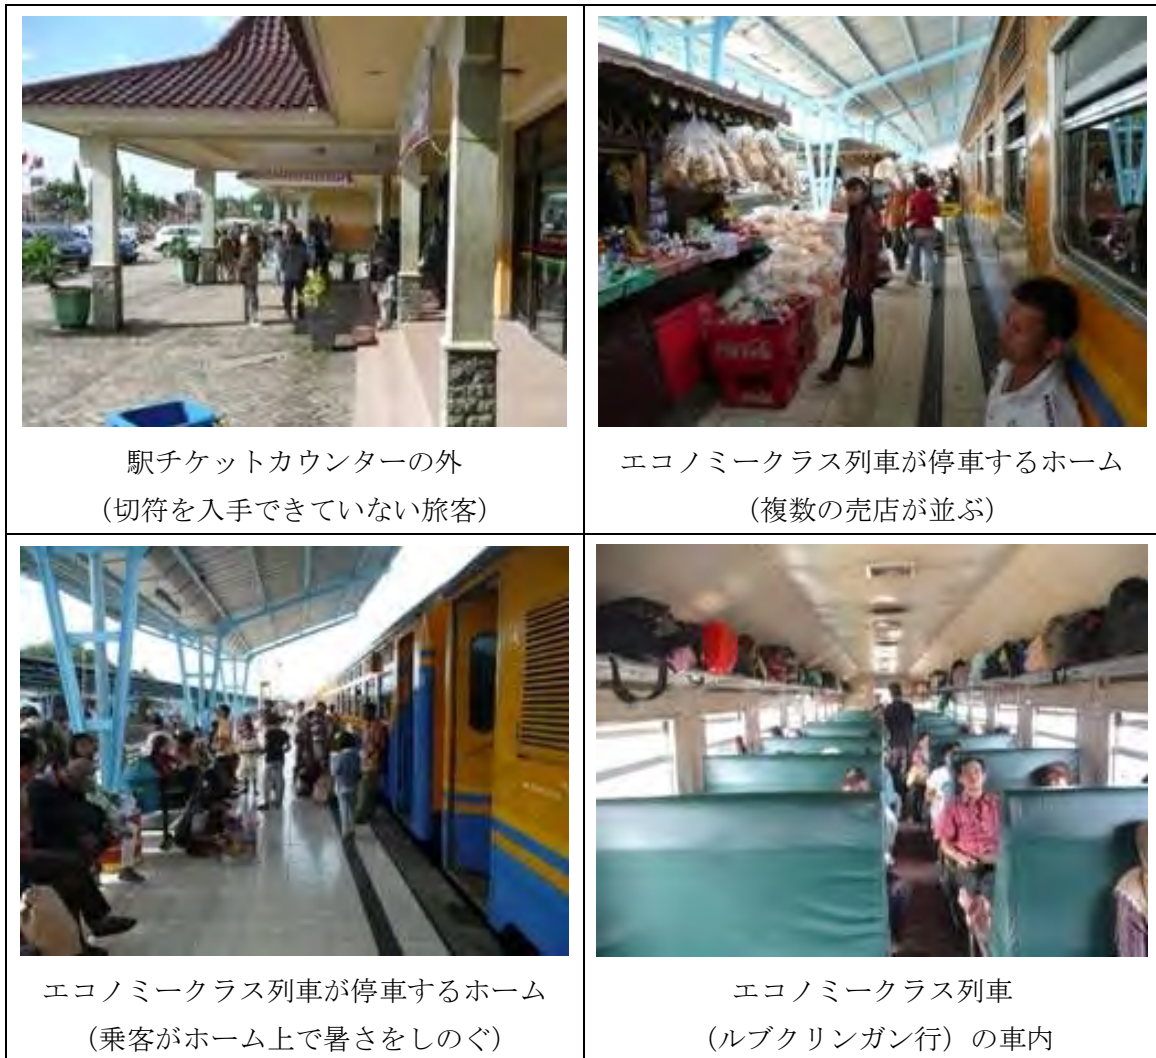 駅チケットカウンターの外
(切符を入手できていない旅客)
エコノミークラス列車が停車するホーム
(複数の売店が並ぶ)
Coca-Cola
エコノミークラス列車が停車するホーム
(乗客がホーム上で暑さをしのぐ)
エコノミークラス列車
(ルブクリンガン行)の車内